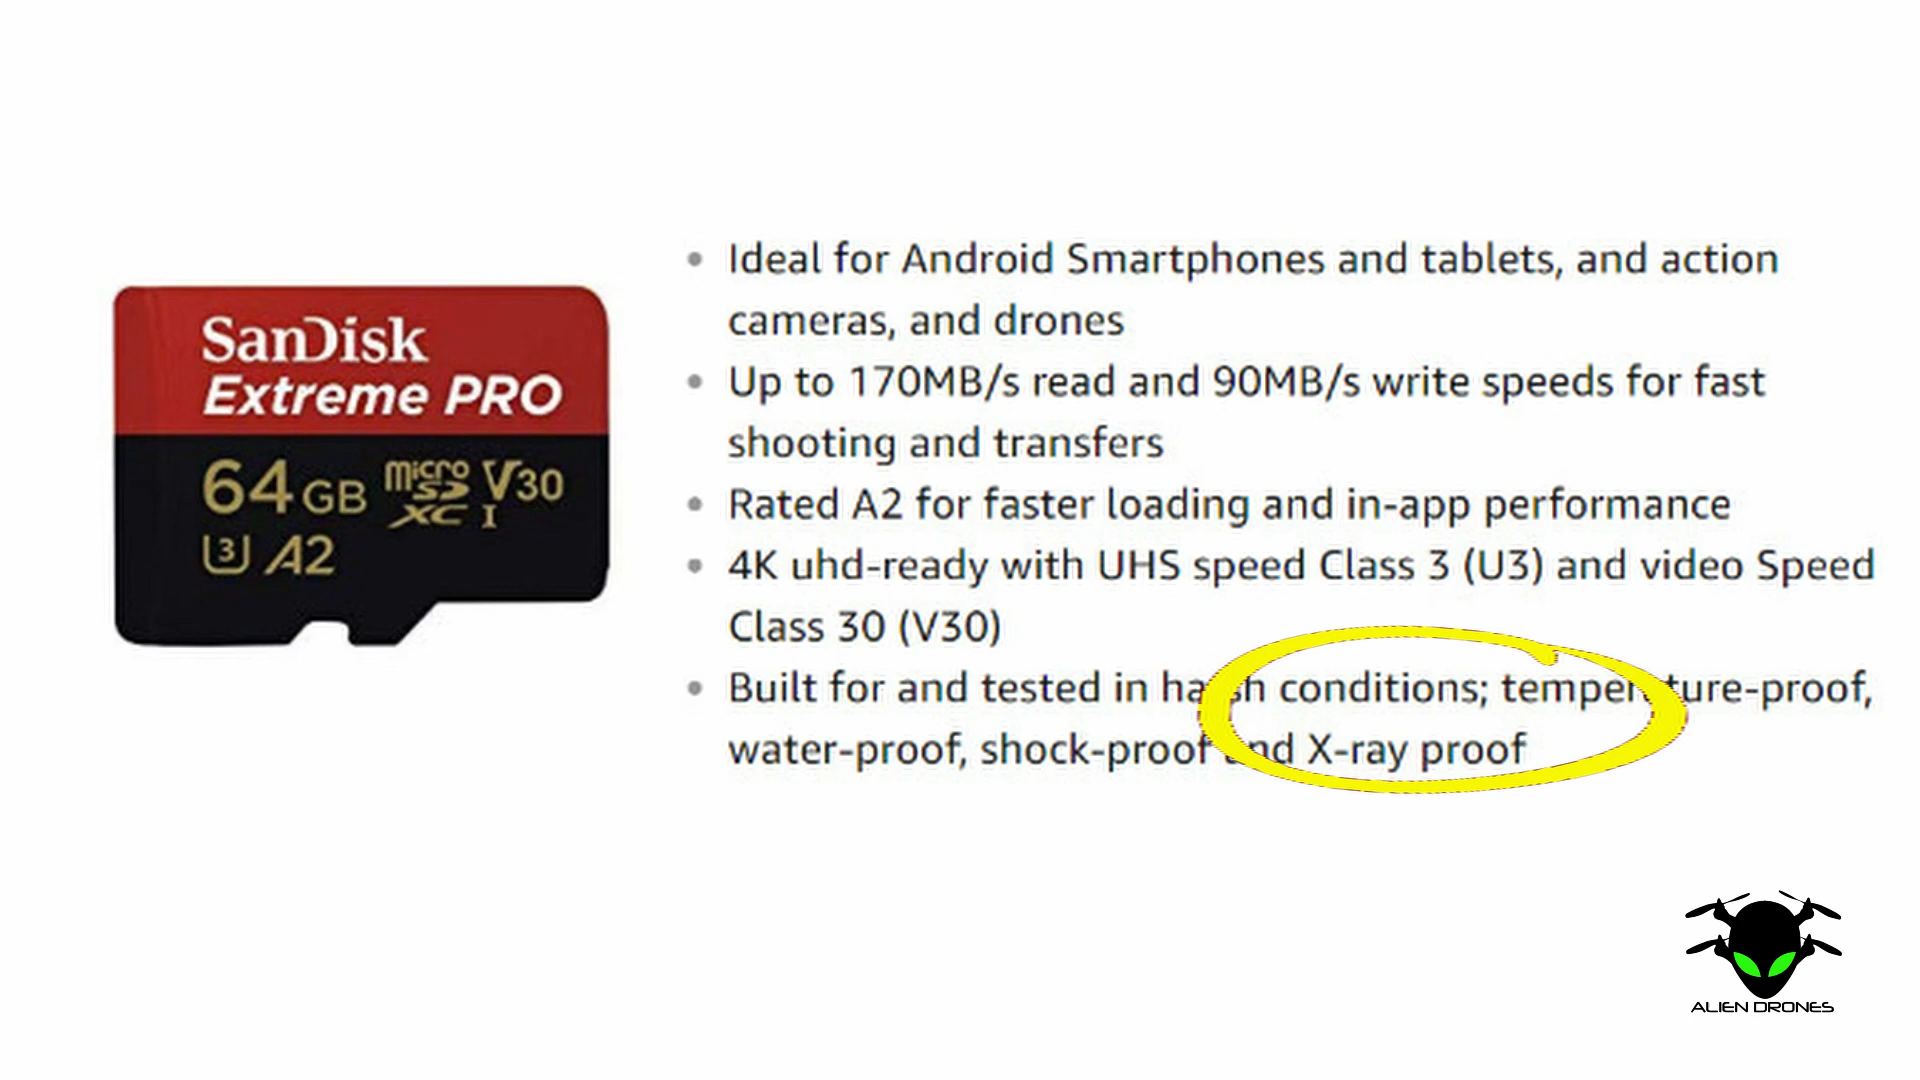 SanDisk
Extreme PRO
64GB micro SD XC I V30
U3 A2
Ideal for Android Smartphones and tablets, and action
cameras, and drones
Up to 170MB/s read and 90MB/s write speeds for fast
shooting and transfers
Rated A2 for faster loading and in-app performance
4K uhd-ready with UHS speed Class 3 (U3) and video Speed
Class 30 (V30)
Built for and tested in harsh conditions; temperature-proof,
water-proof, shock-proof and X-ray proof
ALIEN DRONES